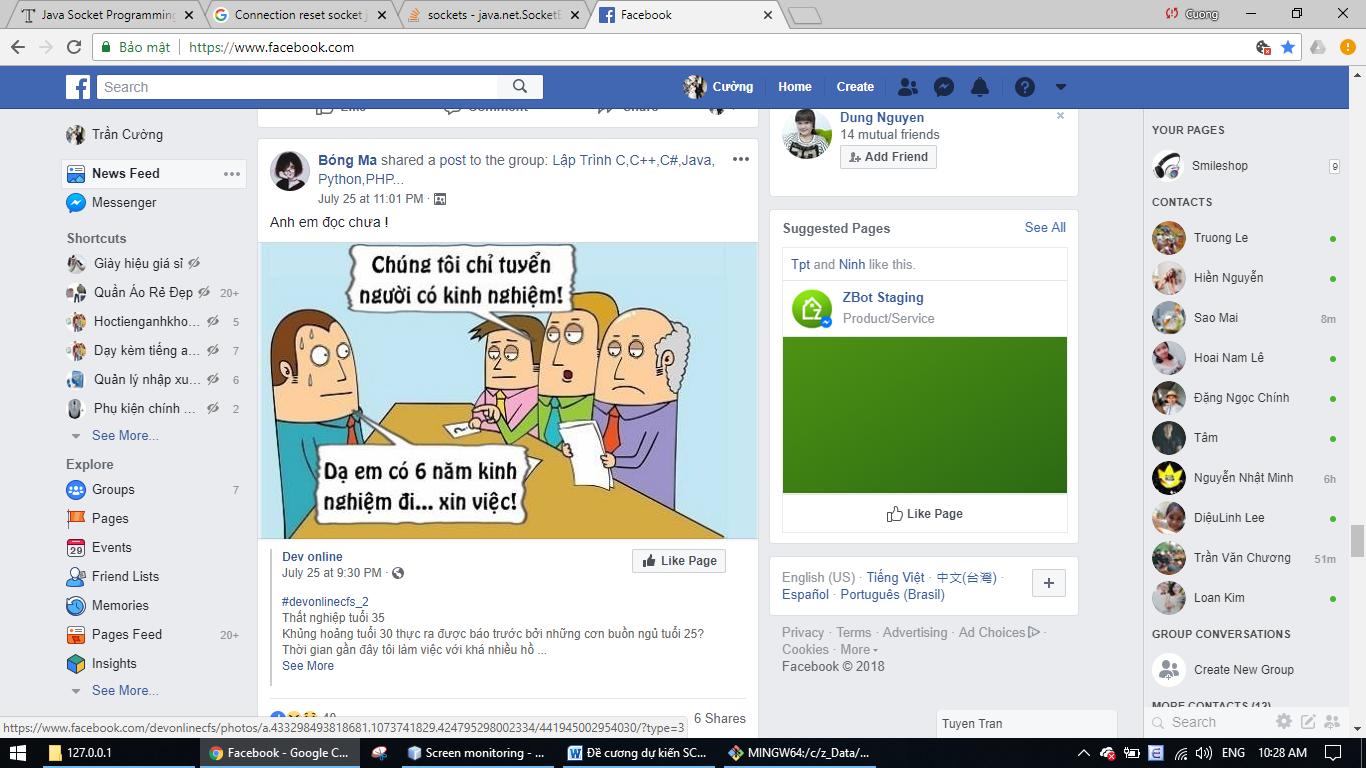 Java Socket Programming
Connection reset socket j
sockets - java.net.SocketE
Facebook
Cuong
Bảo mật
https://www.facebook.com
Search
Cường
Home
Create
Trần Cường
News Feed
Messenger
Shortcuts
Giày hiệu giá sỉ
Quần Áo Rẻ Đẹp 20+
Hoctienganhkho... 5
Dạy kèm tiếng a... 7
Quản lý nhập xu... 6
Phụ kiện chính ... 2
See More...
Explore
Groups 7
Pages
29 Events
Friend Lists
Memories
Pages Feed 20+
Insights
See More...
Like Comment Share
Bóng Ma shared a post to the group: Lập Trình C,C++,C#,Java,
Python,PHP...
July 25 at 11:01 PM ·
Anh em đọc chưa !
Chúng tôi chỉ tuyển
người có kinh nghiệm!
Dạ em có 6 năm kinh
nghiệm đi... xin việc!
Dev online
July 25 at 9:30 PM ·
Like Page
#devonlinecfs_2
Thất nghiệp tuổi 35
Khủng hoảng tuổi 30 thực ra được báo trước bởi những cơn buồn ngủ tuổi 25?
Thời gian gần đây tôi làm việc với khá nhiều hồ ...
See More
6 Shares
Dung Nguyen
14 mutual friends
Add Friend
Suggested Pages
See All
Tpt and Ninh like this.
ZBot Staging
Product/Service
Like Page
English (US) · Tiếng Việt · 中文(台灣) ·
Español · Português (Brasil)
Privacy · Terms · Advertising · Ad Choices ·
Cookies · More
Facebook © 2018
YOUR PAGES
Smileshop 9
CONTACTS
Truong Le
Hiền Nguyễn
Sao Mai 8m
Hoai Nam Lê
Đặng Ngọc Chính
Tâm
Nguyễn Nhật Minh 6h
DiệuLinh Lee
Trần Văn Chương 51m
Loan Kim
GROUP CONVERSATIONS
Create New Group
MORE CONTACTS (13)
Search
Tuyen Tran
https://www.facebook.com/devonlinecfs/photos/a.433298493818681.1073741829.424795298002334/441945002954030/?type=3
127.0.0.1
Facebook - Google C...
Screen monitoring - ...
Đề cương dự kiến SC...
MINGW64:/c/z_Data/...
ENG
10:28 AM